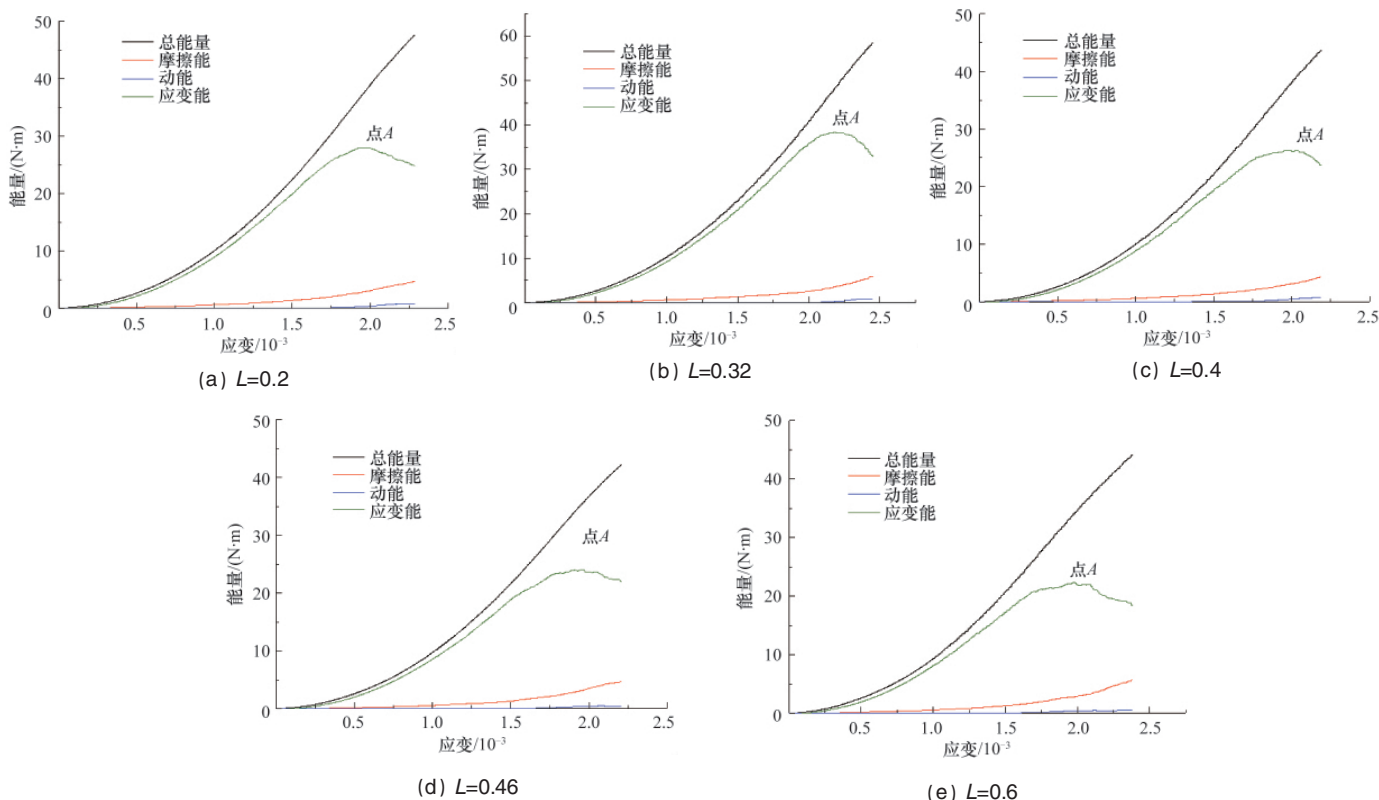 50
40
30
20
10
0
总能量
摩擦能
动能
应变能
点A
能量/(N·m)
0.5
1.0
1.5
2.0
2.5
应变/10⁻³
(a) L=0.2
60
50
40
30
20
10
0
总能量
摩擦能
动能
应变能
点A
能量/(N·m)
0.5
1.0
1.5
2.0
2.5
应变/10⁻³
(b) L=0.32
50
40
30
20
10
0
总能量
摩擦能
动能
应变能
点A
能量/(N·m)
0.5
1.0
1.5
2.0
2.5
应变/10⁻³
(c) L=0.4
50
40
30
20
10
0
总能量
摩擦能
动能
应变能
点A
能量/(N·m)
0.5
1.0
1.5
2.0
2.5
应变/10⁻³
(d) L=0.46
50
40
30
20
10
0
总能量
摩擦能
动能
应变能
点A
能量/(N·m)
0.5
1.0
1.5
2.0
2.5
应变/10⁻³
(e) L=0.6